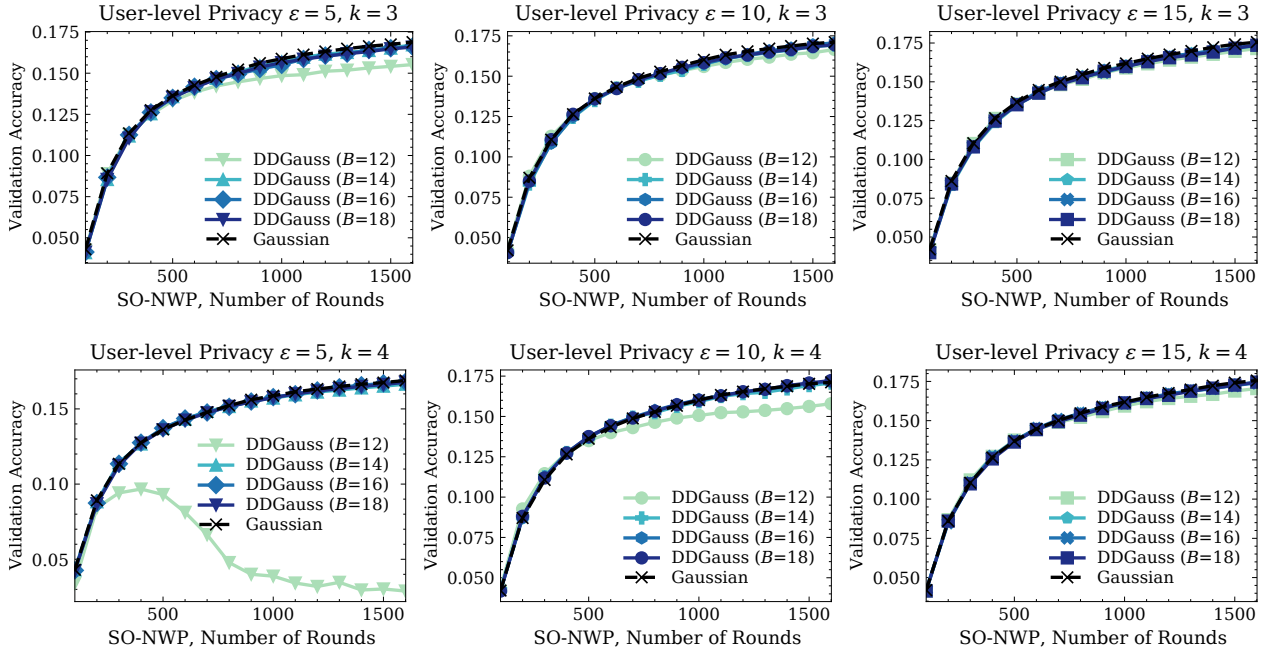 User-level Privacy ε = 5, k = 3
0.175
0.150
0.125
0.100
0.075
0.050
Validation Accuracy
DDGauss (B=12)
DDGauss (B=14)
DDGauss (B=16)
DDGauss (B=18)
Gaussian
500 1000 1500
SO-NWP, Number of Rounds
User-level Privacy ε = 10, k = 3
0.175
0.150
0.125
0.100
0.075
0.050
Validation Accuracy
DDGauss (B=12)
DDGauss (B=14)
DDGauss (B=16)
DDGauss (B=18)
Gaussian
500 1000 1500
SO-NWP, Number of Rounds
User-level Privacy ε = 15, k = 3
0.175
0.150
0.125
0.100
0.075
0.050
Validation Accuracy
DDGauss (B=12)
DDGauss (B=14)
DDGauss (B=16)
DDGauss (B=18)
Gaussian
500 1000 1500
SO-NWP, Number of Rounds
User-level Privacy ε = 5, k = 4
0.15
0.10
0.05
Validation Accuracy
DDGauss (B=12)
DDGauss (B=14)
DDGauss (B=16)
DDGauss (B=18)
Gaussian
500 1000 1500
SO-NWP, Number of Rounds
User-level Privacy ε = 10, k = 4
0.175
0.150
0.125
0.100
0.075
0.050
Validation Accuracy
DDGauss (B=12)
DDGauss (B=14)
DDGauss (B=16)
DDGauss (B=18)
Gaussian
500 1000 1500
SO-NWP, Number of Rounds
User-level Privacy ε = 15, k = 4
0.175
0.150
0.125
0.100
0.075
0.050
Validation Accuracy
DDGauss (B=12)
DDGauss (B=14)
DDGauss (B=16)
DDGauss (B=18)
Gaussian
500 1000 1500
SO-NWP, Number of Rounds